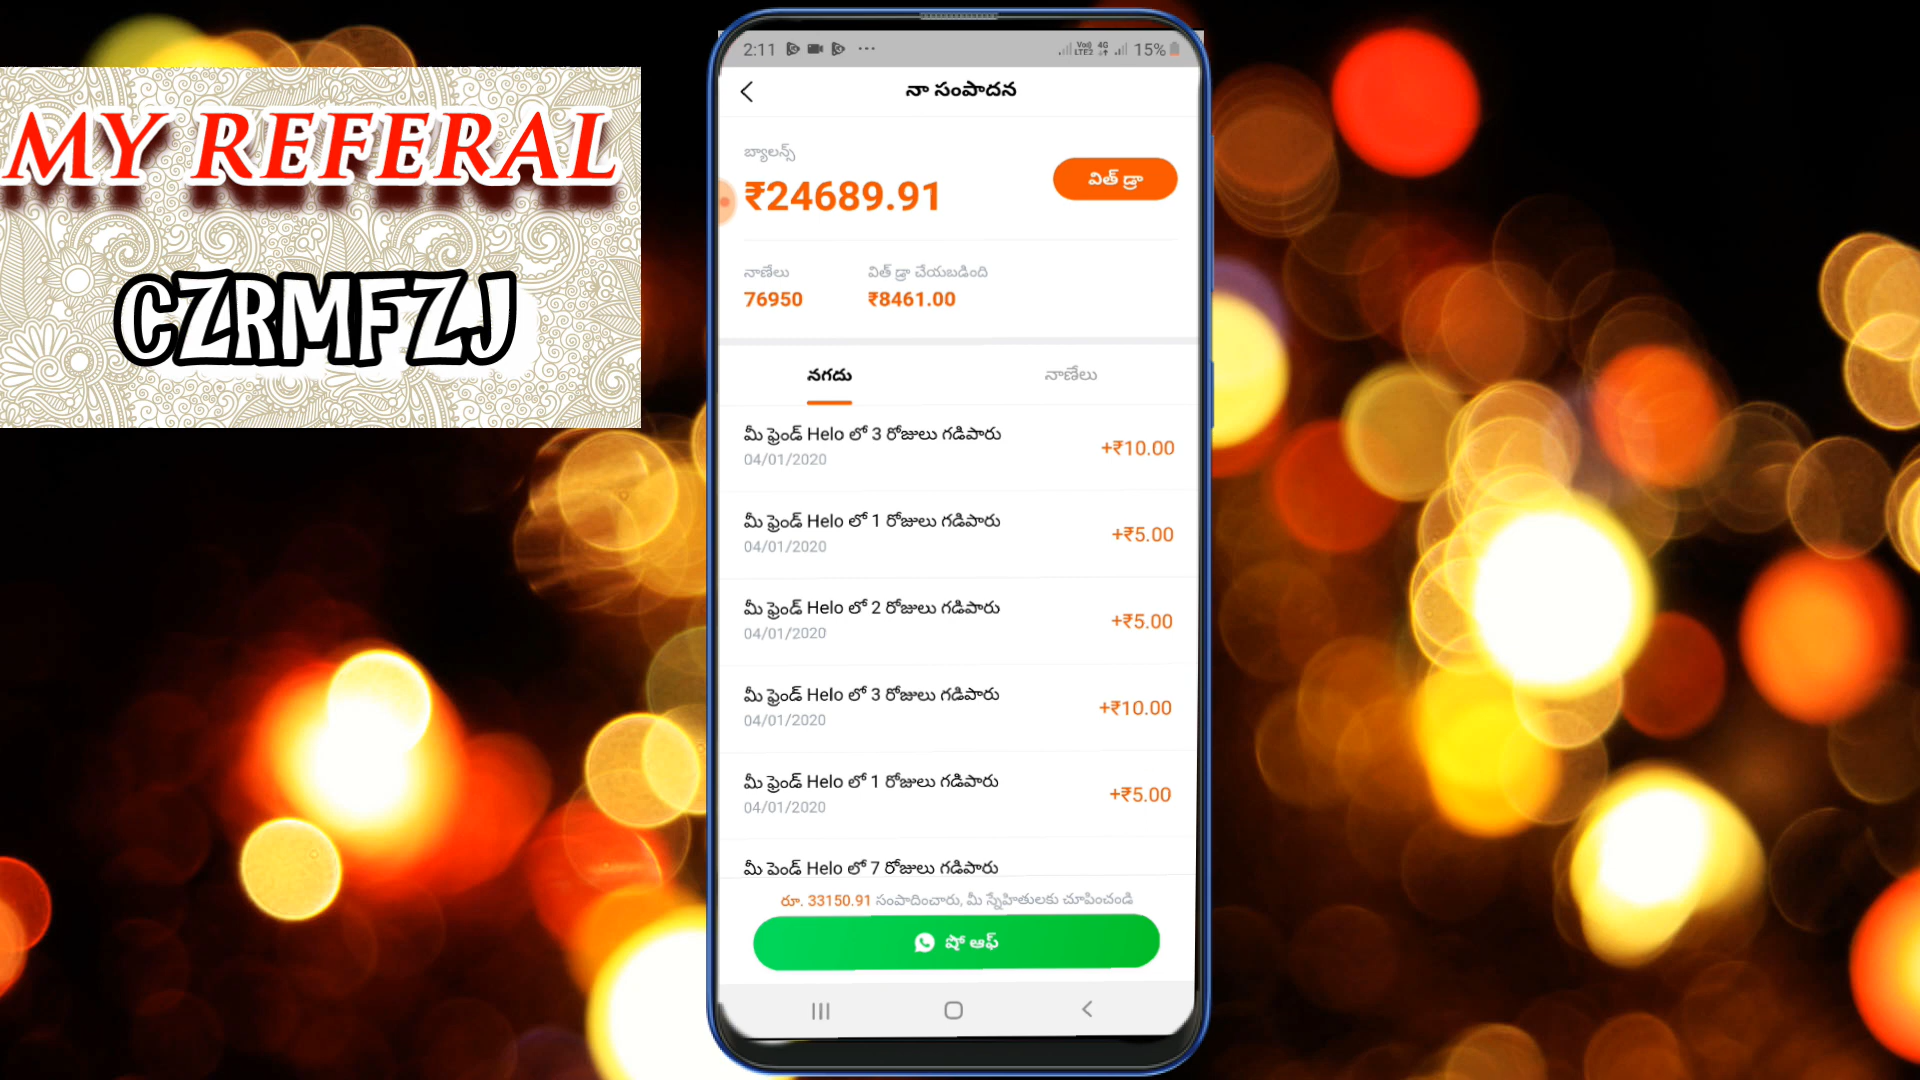 MY REFERAL
CZRMFZJ
2:11
Vo)) 4G
LTE2
15%
నా సంపాదన
బ్యాలన్స్
₹24689.91
విత్ డ్రా
నాణేలు
విత్ డ్రా చేయబడింది
76950
₹8461.00
నగదు
నాణేలు
మీ ఫ్రెండ్ Helo లో 3 రోజులు గడిపారు
+₹10.00
04/01/2020
మీ ఫ్రెండ్ Helo లో 1 రోజులు గడిపారు
+₹5.00
04/01/2020
మీ ఫ్రెండ్ Helo లో 2 రోజులు గడిపారు
+₹5.00
04/01/2020
మీ ఫ్రెండ్ Helo లో 3 రోజులు గడిపారు
+₹10.00
04/01/2020
మీ ఫ్రెండ్ Helo లో 1 రోజులు గడిపారు
+₹5.00
04/01/2020
మీ ఫ్రెండ్ Helo లో 7 రోజులు గడిపారు
రూ. 33150.91 సంపాదించారు, మీ స్నేహితులకు చూపించండి
షో ఆఫ్